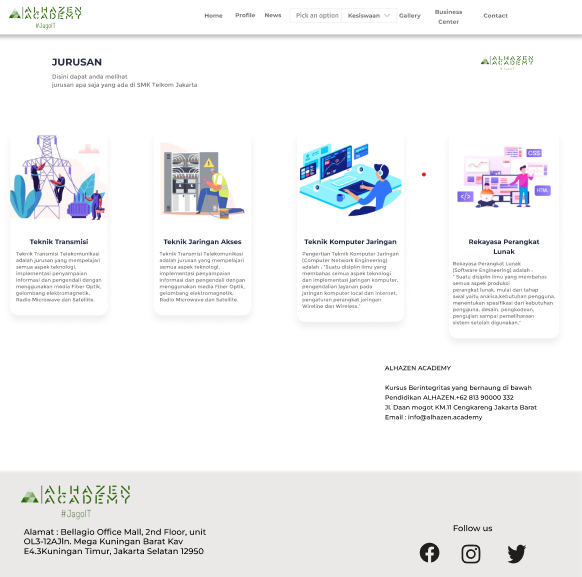 ALHAZEN
ACADEMY
#JagoIT
Home
Profile
News
Pick an option
Kesiswaan
Gallery
Business
Center
Contact
JURUSAN
Disini dapat anda melihat
jurusan apa saja yang ada di SMK Telkom Jakarta
ALHAZEN
ACADEMY
#JagoIT
CSS
</>
HTML
Teknik Transmisi
Teknik Transmisi Telekomunikasi
adalah jurusan yang mempelajari
semua aspek teknologi,
implementasi penyampaian
informasi dan pengendali dengan
menggunakan media Fiber Optik,
gelombang elektromagnetik,
Radio Microwave dan Satellite.
Teknik Jaringan Akses
Teknik Transmisi Telekomunikasi
adalah jurusan yang mempelajari
semua aspek teknologi,
implementasi penyampaian
informasi dan pengendali dengan
menggunakan media Fiber Optik,
gelombang elektromagnetik,
Radio Microwave dan Satellite.
Teknik Komputer Jaringan
Pengertian Teknik Komputer Jaringan
(Computer Network Engineering)
adalah : "Suatu disiplin ilmu yang
membahas semua aspek teknologi
dan implementasi jaringan komputer,
pengendalian layanan pada
jaringan komputer local dan internet,
pengaturan perangkat jaringan
Wireline dan Wireless."
Rekayasa Perangkat
Lunak
Rekayasa Perangkat Lunak
(Software Engineering) adalah :
" Suatu disiplin ilmu yang membahas
semua aspek produksi
perangkat lunak, mulai dari tahap
awal yaitu analisa,kebutuhan pengguna,
menentukan spesifikasi dari kebutuhan
pengguna, desain, pengkodean,
pengujian sampai pemeliharaan
sistem setelah digunakan."
ALHAZEN ACADEMY
Kursus Berintegritas yang bernaung di bawah
Pendidikan ALHAZEN.+62 813 90000 332
Jl. Daan mogot KM.11 Cengkareng Jakarta Barat
Email : info@alhazen.academy
ALHAZEN
ACADEMY
#JagoIT
Alamat : Bellagio Office Mall, 2nd Floor, unit
OL3-12AJln. Mega Kuningan Barat Kav
E4.3Kuningan Timur, Jakarta Selatan 12950
Follow us